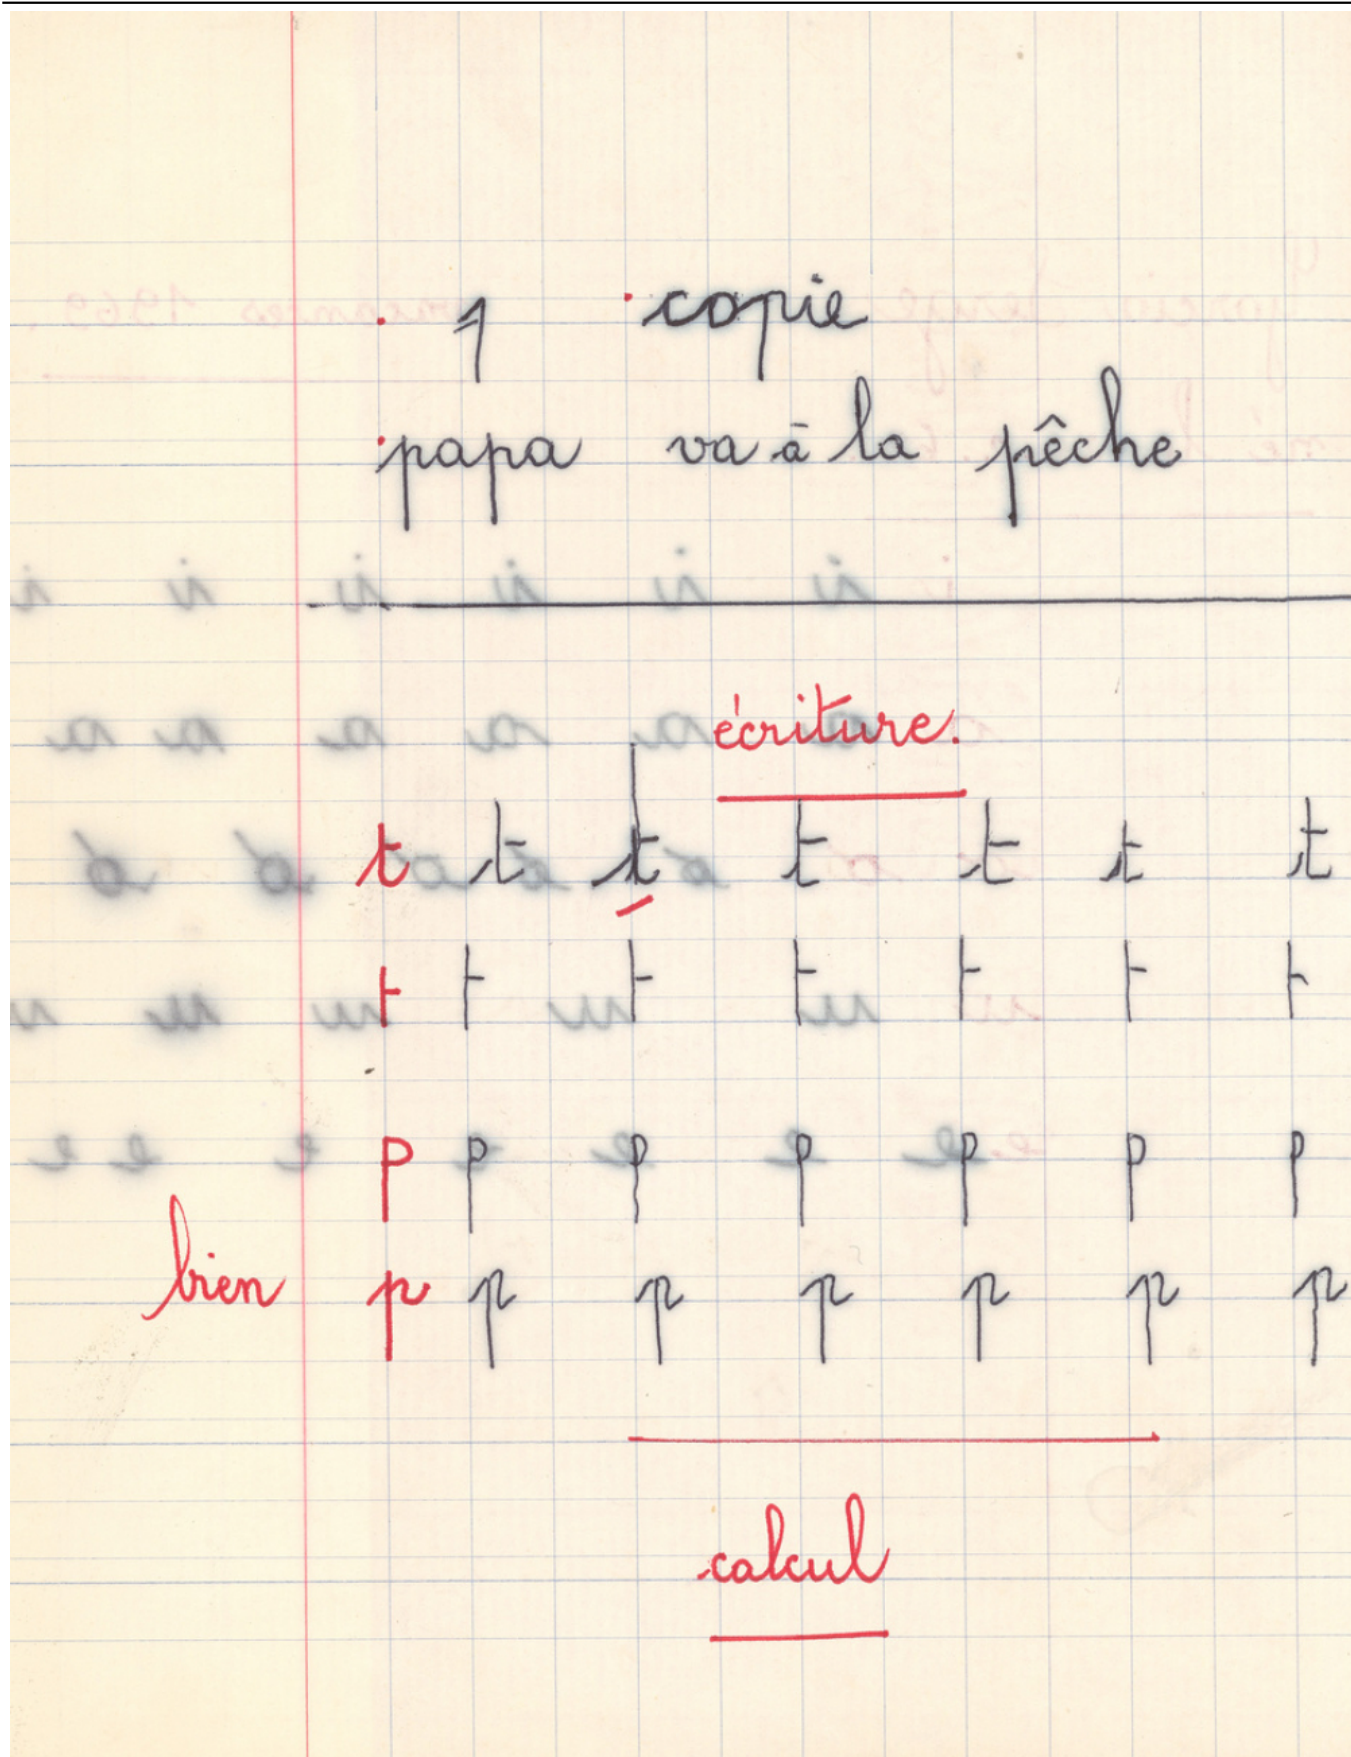 1 copie
papa va à la pêche
écriture.
t t t t t t t
t t t t t t t
p p p p p p p
bien p p p p p p p
calcul